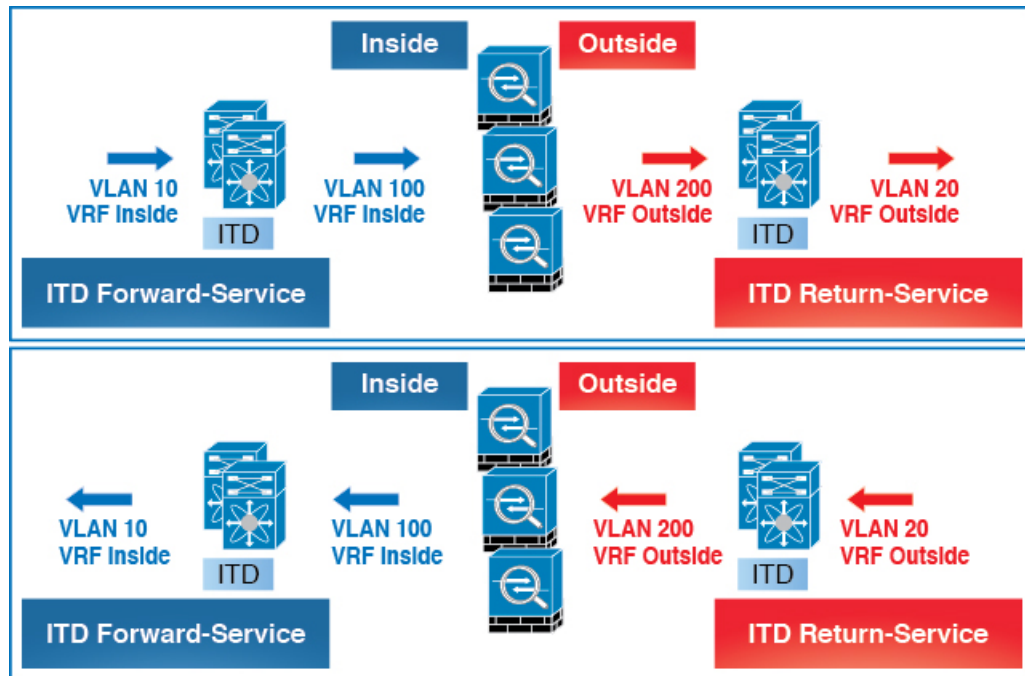 Inside
Outside
VLAN 10
VRF Inside
VLAN 100
VRF Inside
VLAN 200
VRF Outside
VLAN 20
VRF Outside
ITD
ITD
ITD Forward-Service
ITD Return-Service
Inside
Outside
VLAN 10
VRF Inside
VLAN 100
VRF Inside
VLAN 200
VRF Outside
VLAN 20
VRF Outside
ITD
ITD
ITD Forward-Service
ITD Return-Service